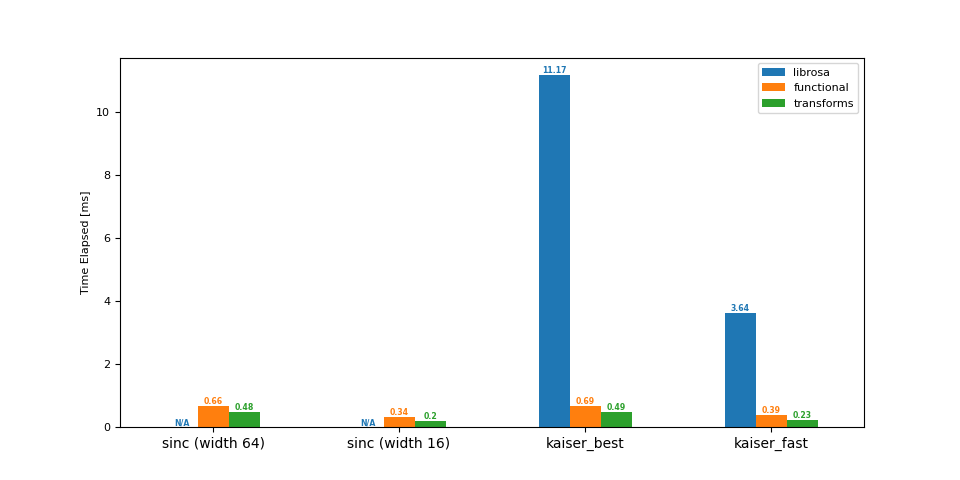 librosa
functional
transforms
Time Elapsed [ms]
10
8
6
4
2
0
N/A
0.66
0.48
N/A
0.34
0.2
11.17
0.69
0.49
3.64
0.39
0.23
sinc (width 64)
sinc (width 16)
kaiser_best
kaiser_fast